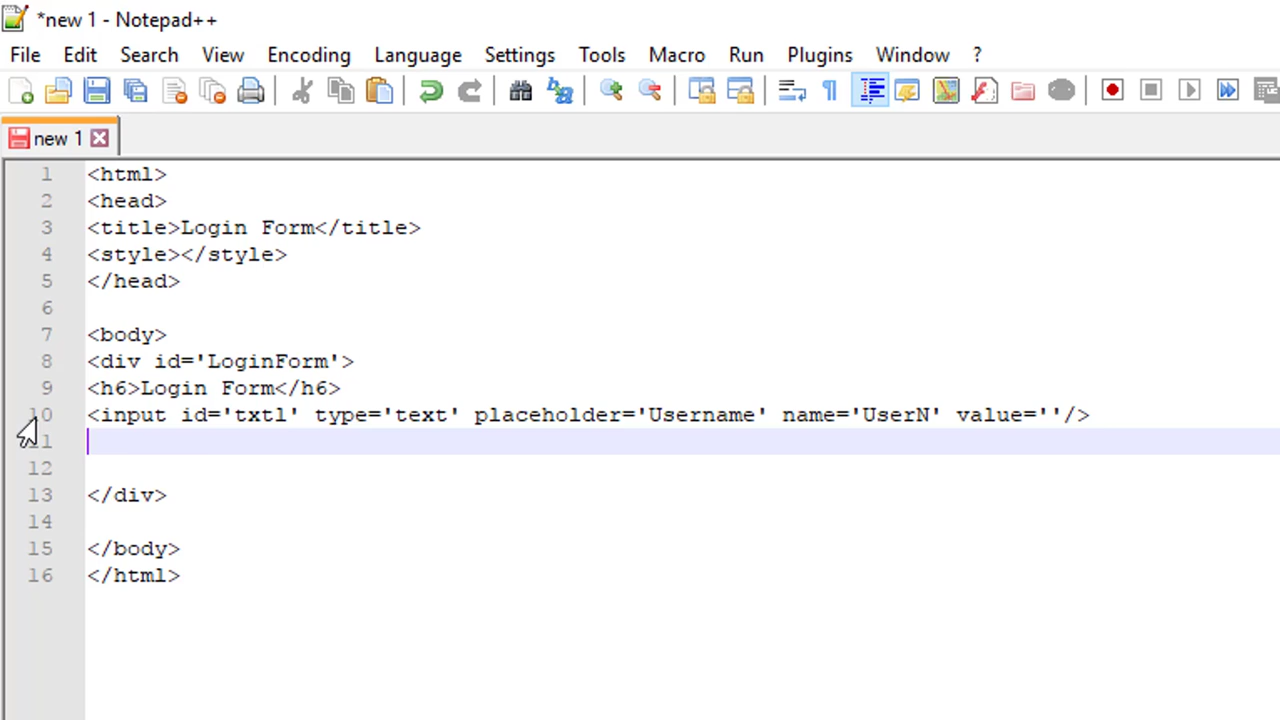 *new 1 - Notepad++
File Edit Search View Encoding Language Settings Tools Macro Run Plugins Window ?
new 1
1 <html>
2 <head>
3 <title>Login Form</title>
4 <style></style>
5 </head>
6
7 <body>
8 <div id='LoginForm'>
9 <h6>Login Form</h6>
10 <input id='txtl' type='text' placeholder='Username' name='UserN' value=''/>
11
12
13 </div>
14
15 </body>
16 </html>